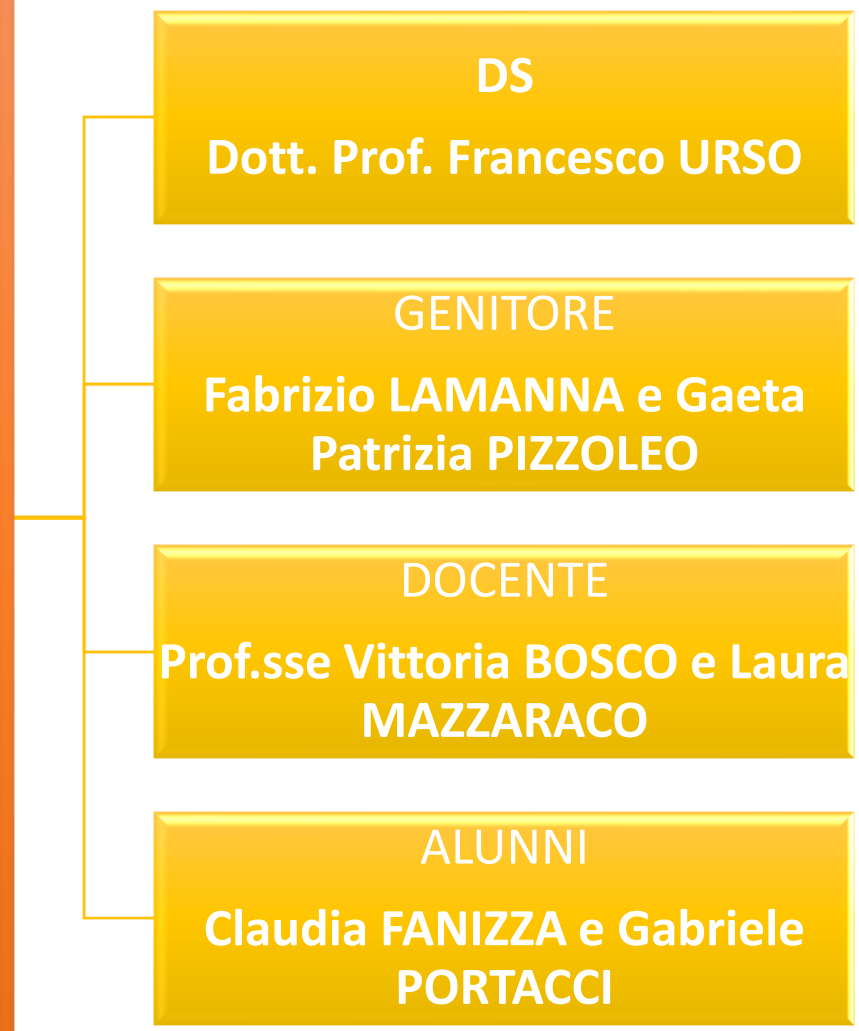 DS
Dott. Prof. Francesco URSO
GENITORE
Fabrizio LAMANNA e Gaeta
Patrizia PIZZOLEO
DOCENTE
Prof.sse Vittoria BOSCO e Laura
MAZZARACO
ALUNNI
Claudia FANIZZA e Gabriele
PORTACCI